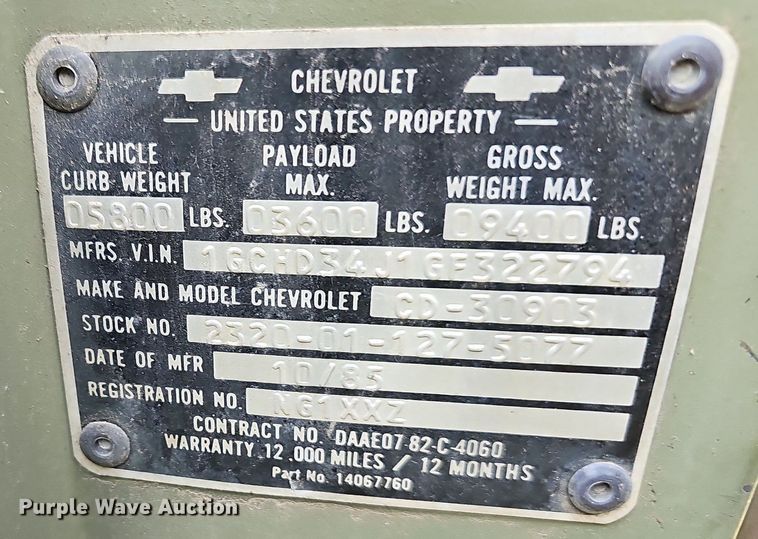 CHEVROLET
UNITED STATES PROPERTY
VEHICLE CURB WEIGHT PAYLOAD MAX. GROSS WEIGHT MAX.
05800 LBS. 03600 LBS. 09400 LBS.
MFRS. V.I.N. 1GCHD34J1GF322794
MAKE AND MODEL CHEVROLET CD-30903
STOCK NO. 2320-01-127-5077
DATE OF MFR 10/85
REGISTRATION NO. NG1XXZ
CONTRACT NO. DAAE07 82-C-4060
WARRANTY 12 .000 MILES / 12 MONTHS
Part No. 14067760
Purple Wave Auction